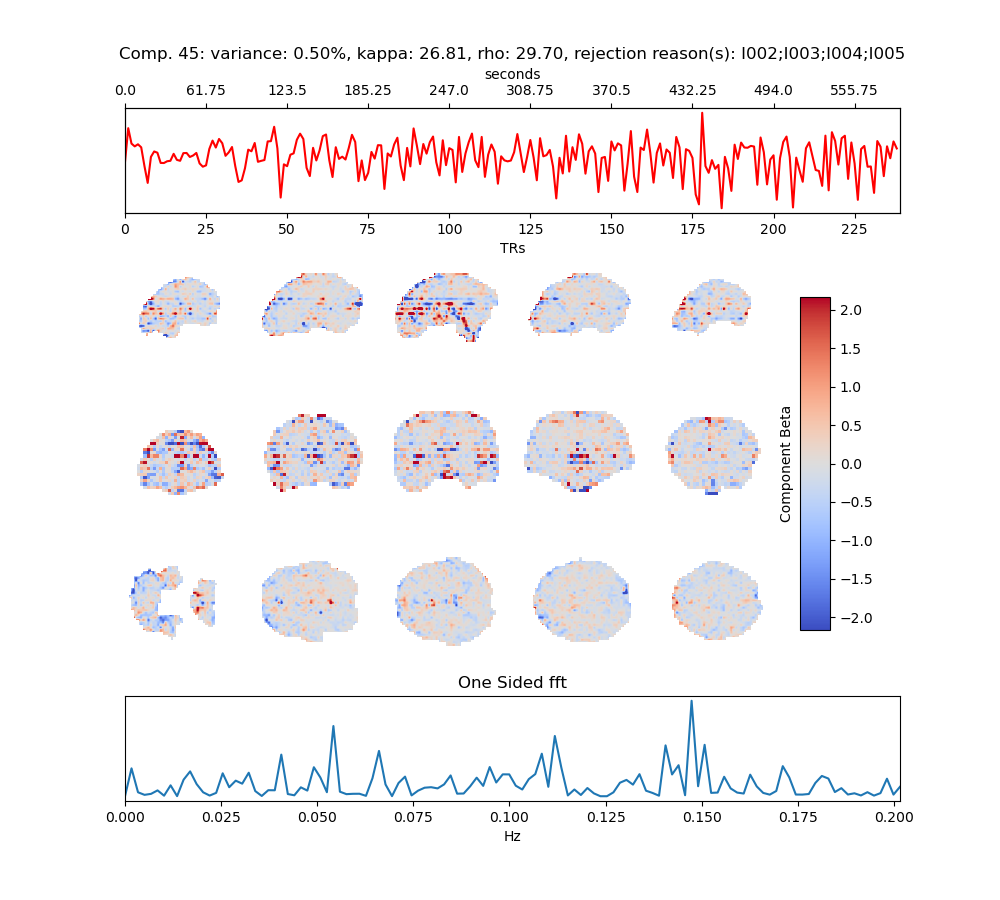 Comp. 45: variance: 0.50%, kappa: 26.81, rho: 29.70, rejection reason(s): I002;I003;I004;I005
seconds
0.0 61.75 123.5 185.25 247.0 308.75 370.5 432.25 494.0 555.75
0 25 50 75 100 125 150 175 200 225
TRs
2.0
1.5
1.0
0.5
0.0
−0.5
−1.0
−1.5
−2.0
Component Beta
One Sided fft
0.000 0.025 0.050 0.075 0.100 0.125 0.150 0.175 0.200
Hz